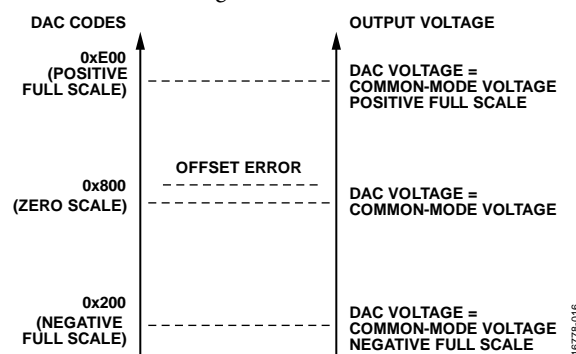 DAC CODES
OUTPUT VOLTAGE
0xE00
(POSITIVE
FULL SCALE)
DAC VOLTAGE =
COMMON-MODE VOLTAGE
POSITIVE FULL SCALE
OFFSET ERROR
0x800
(ZERO SCALE)
DAC VOLTAGE =
COMMON-MODE VOLTAGE
0x200
(NEGATIVE
FULL SCALE)
DAC VOLTAGE =
COMMON-MODE VOLTAGE
NEGATIVE FULL SCALE